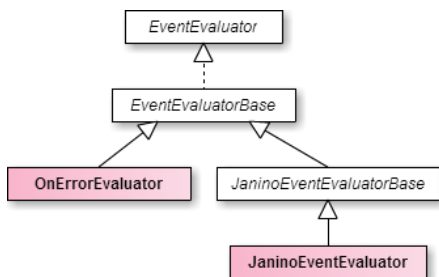 EventEvaluator
EventEvaluatorBase
OnErrorEvaluator
JaninoEventEvaluatorBase
JaninoEventEvaluator